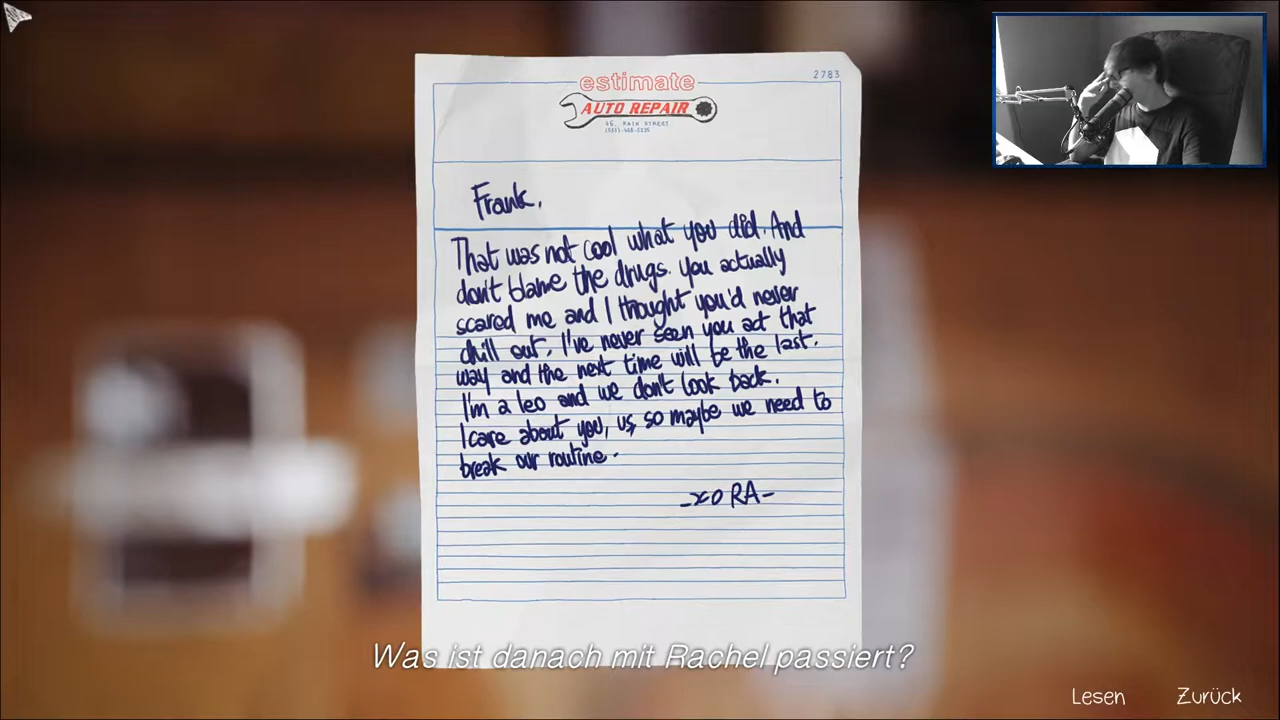 2783
estimate
AUTO REPAIR
Frank,
That was not cool what you did. And
don't blame the drugs. You actually
scared me and I thought you'd never
chill out. I've never seen you act that
way and the next time will be the last.
I'm a leo and we don't look back.
I care about you, us, so maybe we need to
break our routine.
-xo RA-
Was ist danach mit Rachel passiert?
Lesen Zurück